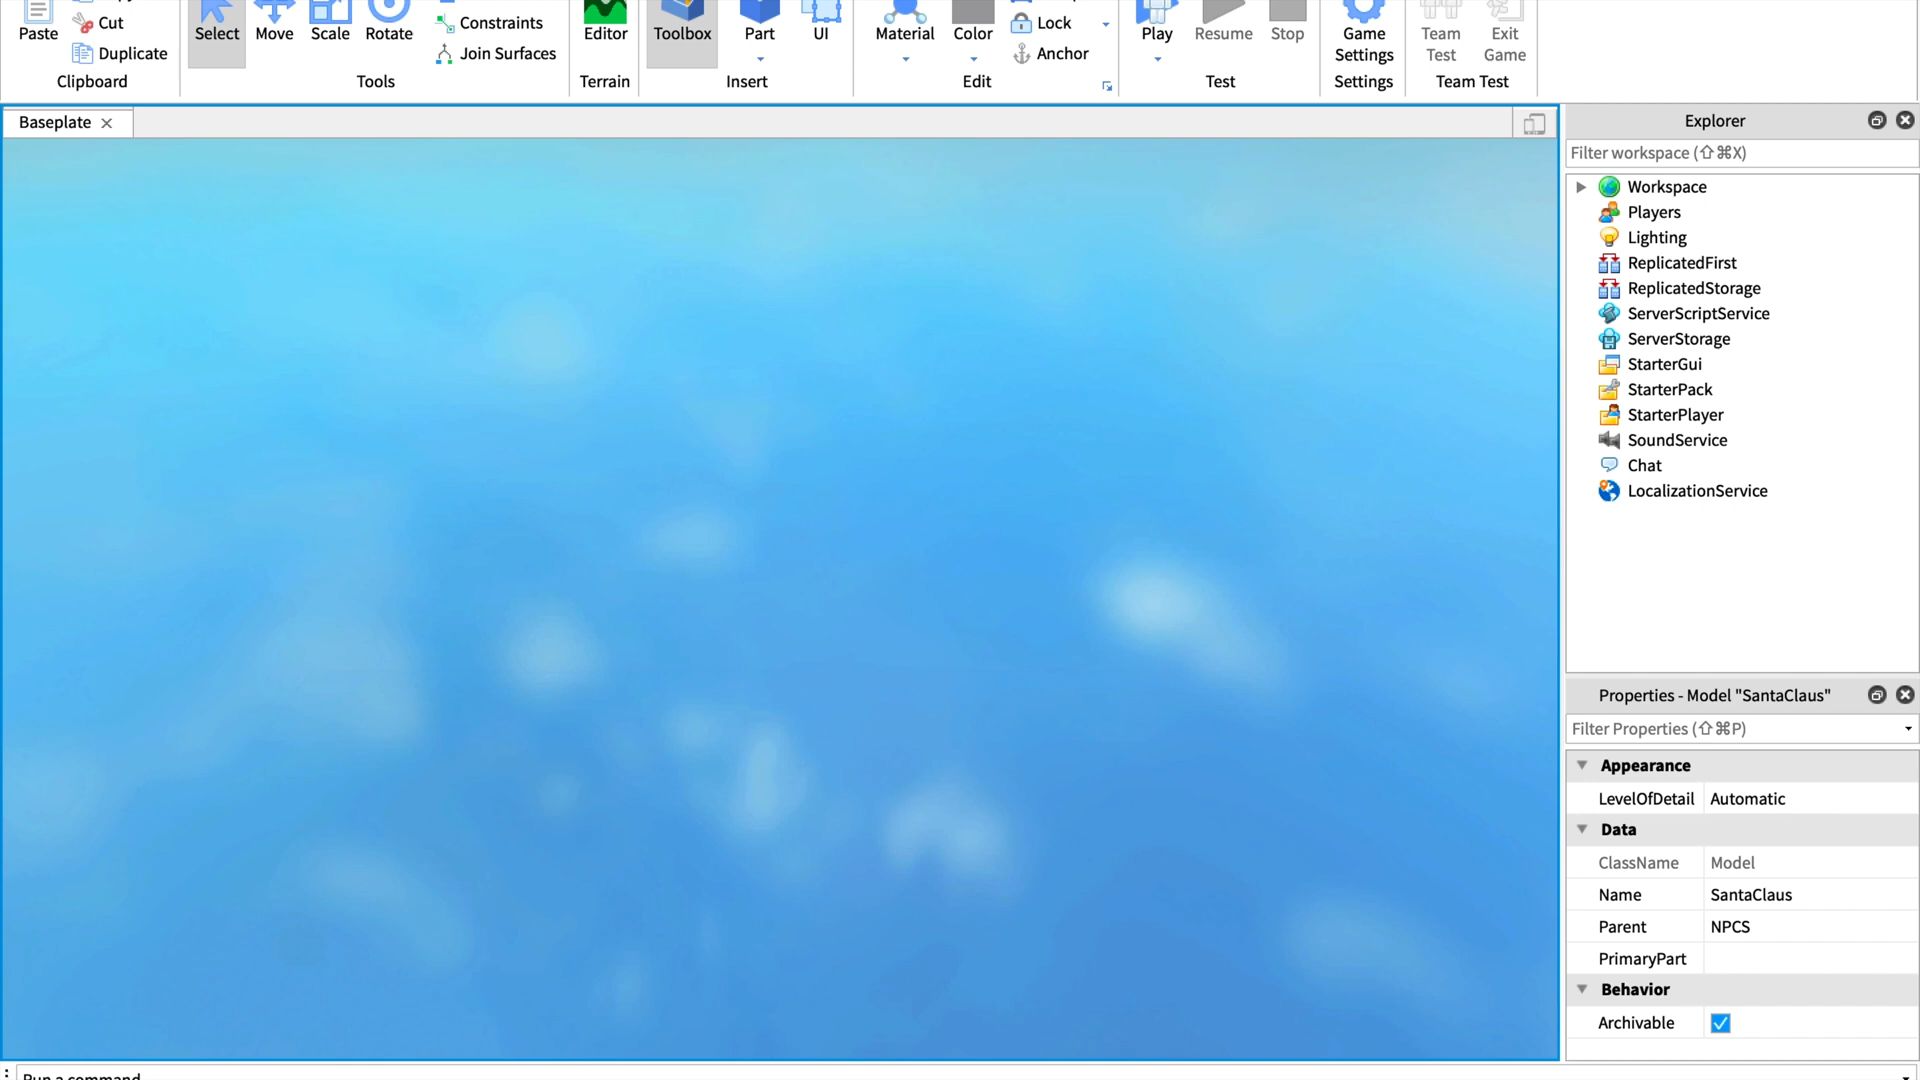 Paste
Cut
Duplicate
Clipboard
Select
Move
Scale
Rotate
Constraints
Join Surfaces
Tools
Editor
Terrain
Toolbox
Part
UI
Insert
Material
Color
Lock
Anchor
Edit
Play
Resume
Stop
Test
Game
Settings
Settings
Team
Test
Exit
Game
Team Test
Baseplate
Explorer
Filter workspace (⇧⌘X)
Workspace
Players
Lighting
ReplicatedFirst
ReplicatedStorage
ServerScriptService
ServerStorage
StarterGui
StarterPack
StarterPlayer
SoundService
Chat
LocalizationService
Properties - Model "SantaClaus"
Filter Properties (⇧⌘P)
Appearance
LevelOfDetail Automatic
Data
ClassName Model
Name SantaClaus
Parent NPCS
PrimaryPart
Behavior
Archivable
Run a command